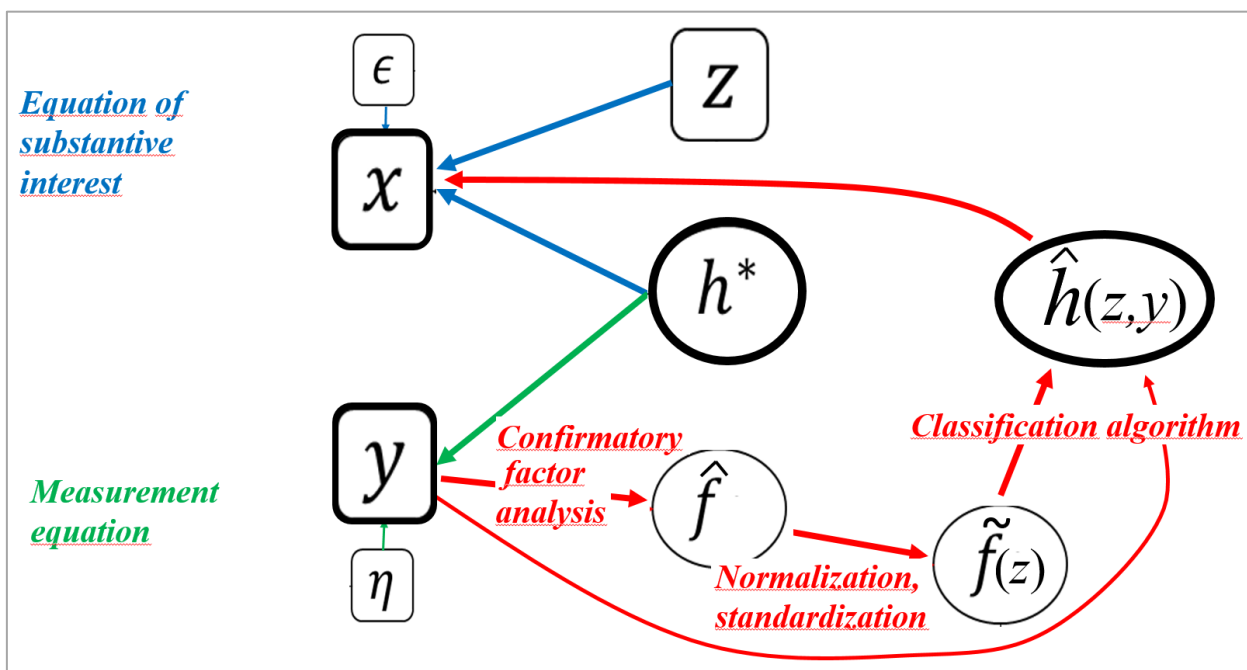 ϵ
z
Equation of
substantive
interest
x
h*
ĥ(z,y)
Classification algorithm
y
Confirmatory
factor
analysis
f̂
f̃(z)
Measurement
equation
η
Normalization,
standardization